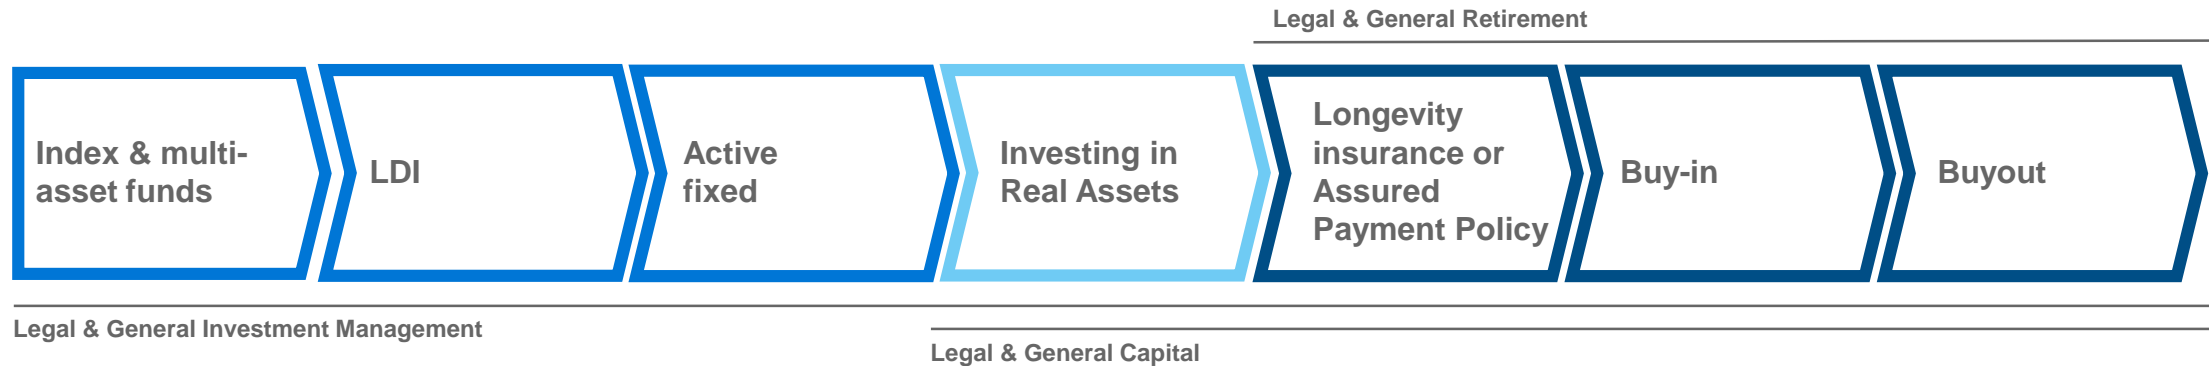 Legal & General Retirement
Index & multi-
asset funds
LDI
Active
fixed
Investing in
Real Assets
Longevity
insurance or
Assured
Payment Policy
Buy-in
Buyout
Legal & General Investment Management
Legal & General Capital